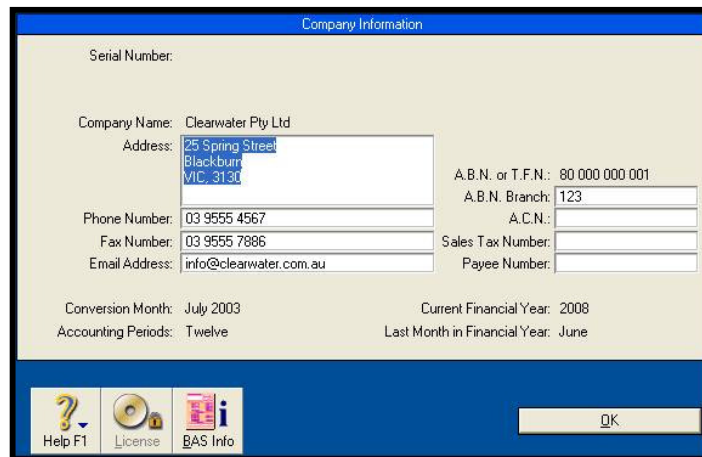 Company Information
Serial Number:
Company Name: Clearwater Pty Ltd
Address: 25 Spring Street
Blackburn
VIC, 3130
A.B.N. or T.F.N.: 80 000 000 001
A.B.N. Branch: 123
Phone Number: 03 9555 4567
A.C.N.:
Fax Number: 03 9555 7886
Sales Tax Number:
Email Address: info@clearwater.com.au
Payee Number:
Conversion Month: July 2003
Current Financial Year: 2008
Accounting Periods: Twelve
Last Month in Financial Year: June
Help F1
License
BAS Info
OK